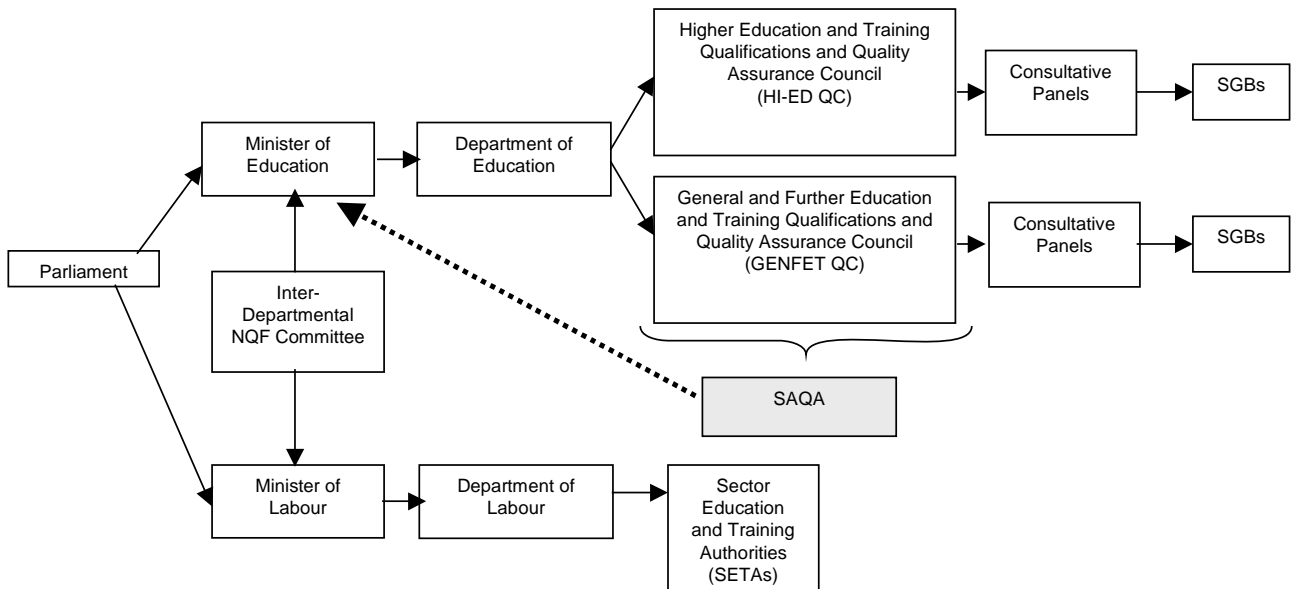 Higher Education and Training
Qualifications and Quality
Assurance Council
(HI-ED QC)
Consultative
Panels
SGBs
Minister of
Education
Department of
Education
General and Further Education
and Training Qualifications and
Quality Assurance Council
(GENFET QC)
Consultative
Panels
SGBs
Parliament
Inter-
Departmental
NQF Committee
SAQA
Minister of
Labour
Department of
Labour
Sector
Education
and Training
Authorities
(SETAs)